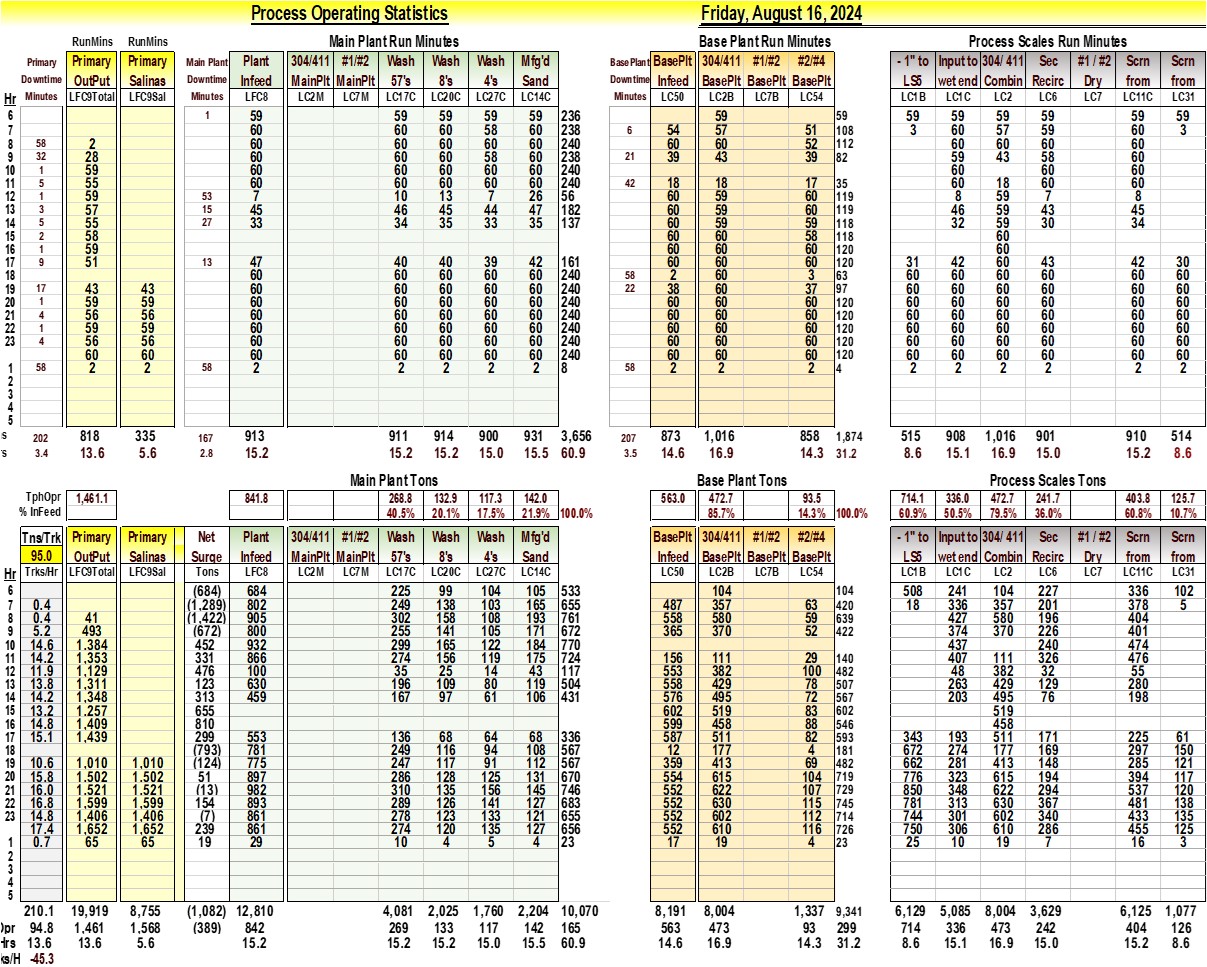 Process Operating Statistics Friday, August 16, 2024
RunMins RunMins Main Plant Run Minutes Base Plant Run Minutes Process Scales Run Minutes
Primary Primary Primary Main Plant Plant 304/411 #1/#2 Wash Wash Wash Mfg'd BasePlant BasePlt 304/411 #1/#2 #2/#4 - 1" to Input to 304/ 411 Sec #1 / #2 Scrn Scrn
Downtime OutPut Salinas Downtime Infeed MainPlt MainPlt 57's 8's 4's Sand Downtime Infeed BasePlt BasePlt BasePlt LS5 wet end Combin Recirc Dry from from
Hr Minutes LFC9Total LFC9Sal Minutes LFC8 LC2M LC7M LC17C LC20C LC27C LC14C Minutes LC50 LC2B LC7B LC54 LC1B LC1C LC2 LC6 LC7 LC11C LC31
6 1 59 59 59 59 59 236 59 59 59 59 59 59 59 59
7 60 60 60 58 60 238 6 54 57 51 108 3 60 57 59 60 3
8 58 2 60 60 60 60 60 240 60 60 52 112 60 60 60 60
9 32 28 60 60 60 58 60 238 21 39 43 39 82 59 43 58 60
10 1 59 60 60 60 60 60 240 60 60 60
11 5 55 60 60 60 60 60 240 42 18 18 17 35 60 18 60 60
12 1 59 53 7 10 13 7 26 56 60 59 60 119 8 59 7 8
13 3 57 15 45 46 45 44 47 182 60 59 60 119 46 59 43 45
14 5 55 27 33 34 35 33 35 137 60 59 59 118 32 59 30 34
15 2 58 60 60 58 118 60
16 1 59 60 60 60 120 60
17 9 51 13 47 40 40 39 42 161 60 60 60 120 31 42 60 43 42 30
18 60 60 60 60 60 240 58 2 60 3 63 60 60 60 60 60 60
19 17 43 43 60 60 60 60 60 240 22 38 60 37 97 60 60 60 60 60 60
20 1 59 59 60 60 60 60 60 240 60 60 60 120 60 60 60 60 60 60
21 4 56 56 60 60 60 60 60 240 60 60 60 120 60 60 60 60 60 60
22 1 59 59 60 60 60 60 60 240 60 60 60 120 60 60 60 60 60 60
23 4 56 56 60 60 60 60 60 240 60 60 60 120 60 60 60 60 60 60
60 60 60 60 60 60 60 240 60 60 60 120 60 60 60 60 60 60
1 58 2 2 58 2 2 2 2 2 8 58 2 2 2 4 2 2 2 2 2 2
2
3
4
5
s 202 818 335 167 913 911 914 900 931 3,656 207 873 1,016 858 1,874 515 908 1,016 901 910 514
s 3.4 13.6 5.6 2.8 15.2 15.2 15.2 15.0 15.5 60.9 3.5 14.6 16.9 14.3 31.2 8.6 15.1 16.9 15.0 15.2 8.6
Main Plant Tons Base Plant Tons Process Scales Tons
TphOpr 1,461.1 841.8 268.8 132.9 117.3 142.0 563.0 472.7 93.5 714.1 336.0 472.7 241.7 403.8 125.7
% InFeed 40.5% 20.1% 17.5% 21.9% 100.0% 85.7% 14.3% 100.0% 60.9% 50.5% 79.5% 36.0% 60.8% 10.7%
Tns/Trk Primary Primary Net Plant 304/411 #1/#2 Wash Wash Wash Mfg'd BasePlt 304/411 #1/#2 #2/#4 - 1" to Input to 304/ 411 Sec #1 / #2 Scrn Scrn
95.0 OutPut Salinas Surge Infeed MainPlt MainPlt 57's 8's 4's Sand Infeed BasePlt BasePlt BasePlt LS5 wet end Combin Recirc Dry from from
Hr Trks/Hr LFC9Total LFC9Sal Tons LFC8 LC2M LC7M LC17C LC20C LC27C LC14C LC50 LC2B LC7B LC54 LC1B LC1C LC2 LC6 LC7 LC11C LC31
6 (684) 684 225 99 104 105 533 104 104 508 241 104 227 336 102
7 0.4 (1,289) 802 249 138 103 165 655 487 357 63 420 18 336 357 201 378 5
8 0.4 41 (1,422) 905 302 158 108 193 761 558 580 59 639 427 580 196 404
9 5.2 493 (672) 800 255 141 105 171 672 365 370 52 422 374 370 226 401
10 14.6 1,384 452 932 299 165 122 184 770 437 240 474
11 14.2 1,353 331 866 274 156 119 175 724 156 111 29 140 407 111 326 476
12 11.9 1,129 476 100 35 25 14 43 117 553 382 100 482 48 382 32 55
13 13.8 1,311 123 630 196 109 80 119 504 558 429 78 507 263 429 129 280
14 14.2 1,348 313 459 167 97 61 106 431 576 495 72 567 203 495 76 198
15 13.2 1,257 655 602 519 83 602 519
16 14.8 1,409 810 599 458 88 546 458
17 15.1 1,439 299 553 136 68 64 68 336 587 511 82 593 343 193 511 171 225 61
18 (793) 781 249 116 94 108 567 12 177 4 181 672 274 177 169 297 150
19 10.6 1,010 1,010 (124) 775 247 117 91 112 567 359 413 69 482 662 281 413 148 285 121
20 15.8 1,502 1,502 51 897 286 128 125 131 670 554 615 104 719 776 323 615 194 394 117
21 16.0 1,521 1,521 (13) 982 310 135 156 145 746 552 622 107 729 850 348 622 294 537 120
22 16.8 1,599 1,599 154 893 289 126 141 127 683 552 630 115 745 781 313 630 367 481 138
23 14.8 1,406 1,406 (7) 861 278 123 133 121 655 552 602 112 714 744 301 602 340 433 135
17.4 1,652 1,652 239 861 274 120 135 127 656 552 610 116 726 750 306 610 286 455 125
1 0.7 65 65 19 29 10 4 5 4 23 17 19 4 23 25 10 19 7 16 3
2
3
4
5
210.1 19,919 8,755 (1,082) 12,810 4,081 2,025 1,760 2,204 10,070 8,191 8,004 1,337 9,341 6,129 5,085 8,004 3,629 6,125 1,077
Opr 94.8 1,461 1,568 (389) 842 269 133 117 142 165 563 473 93 299 714 336 473 242 404 126
Hrs 13.6 13.6 5.6 15.2 15.2 15.2 15.0 15.5 60.9 14.6 16.9 14.3 31.2 8.6 15.1 16.9 15.0 15.2 8.6
ks/H -45.3